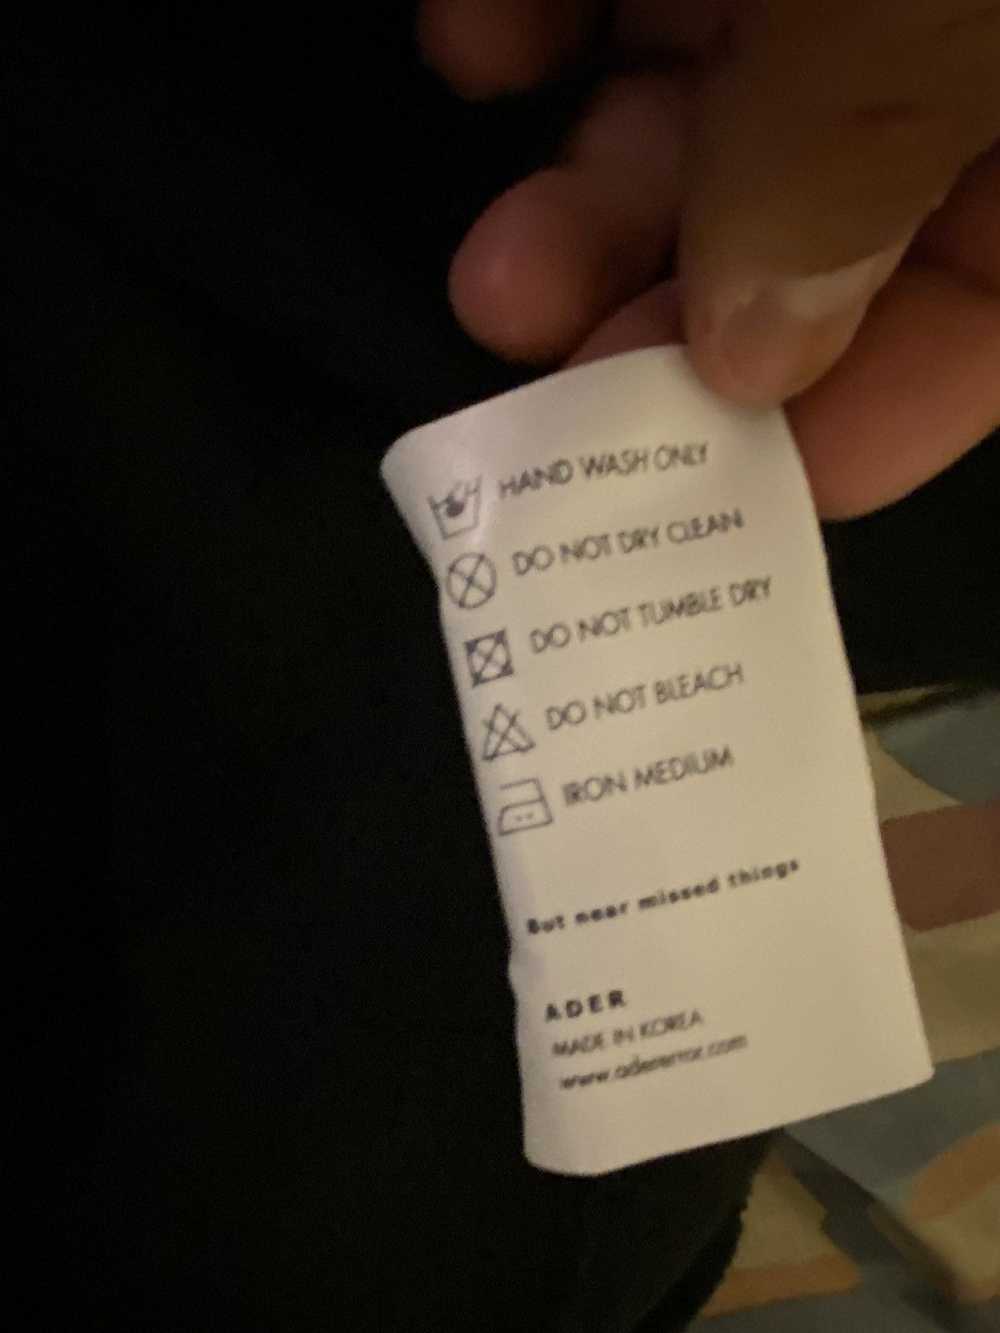 HAND WASH ONLY
DO NOT DRY CLEAN
DO NOT TUMBLE DRY
DO NOT BLEACH
IRON MEDIUM
But near missed things
ADER
MADE IN KOREA
www.adererror.com